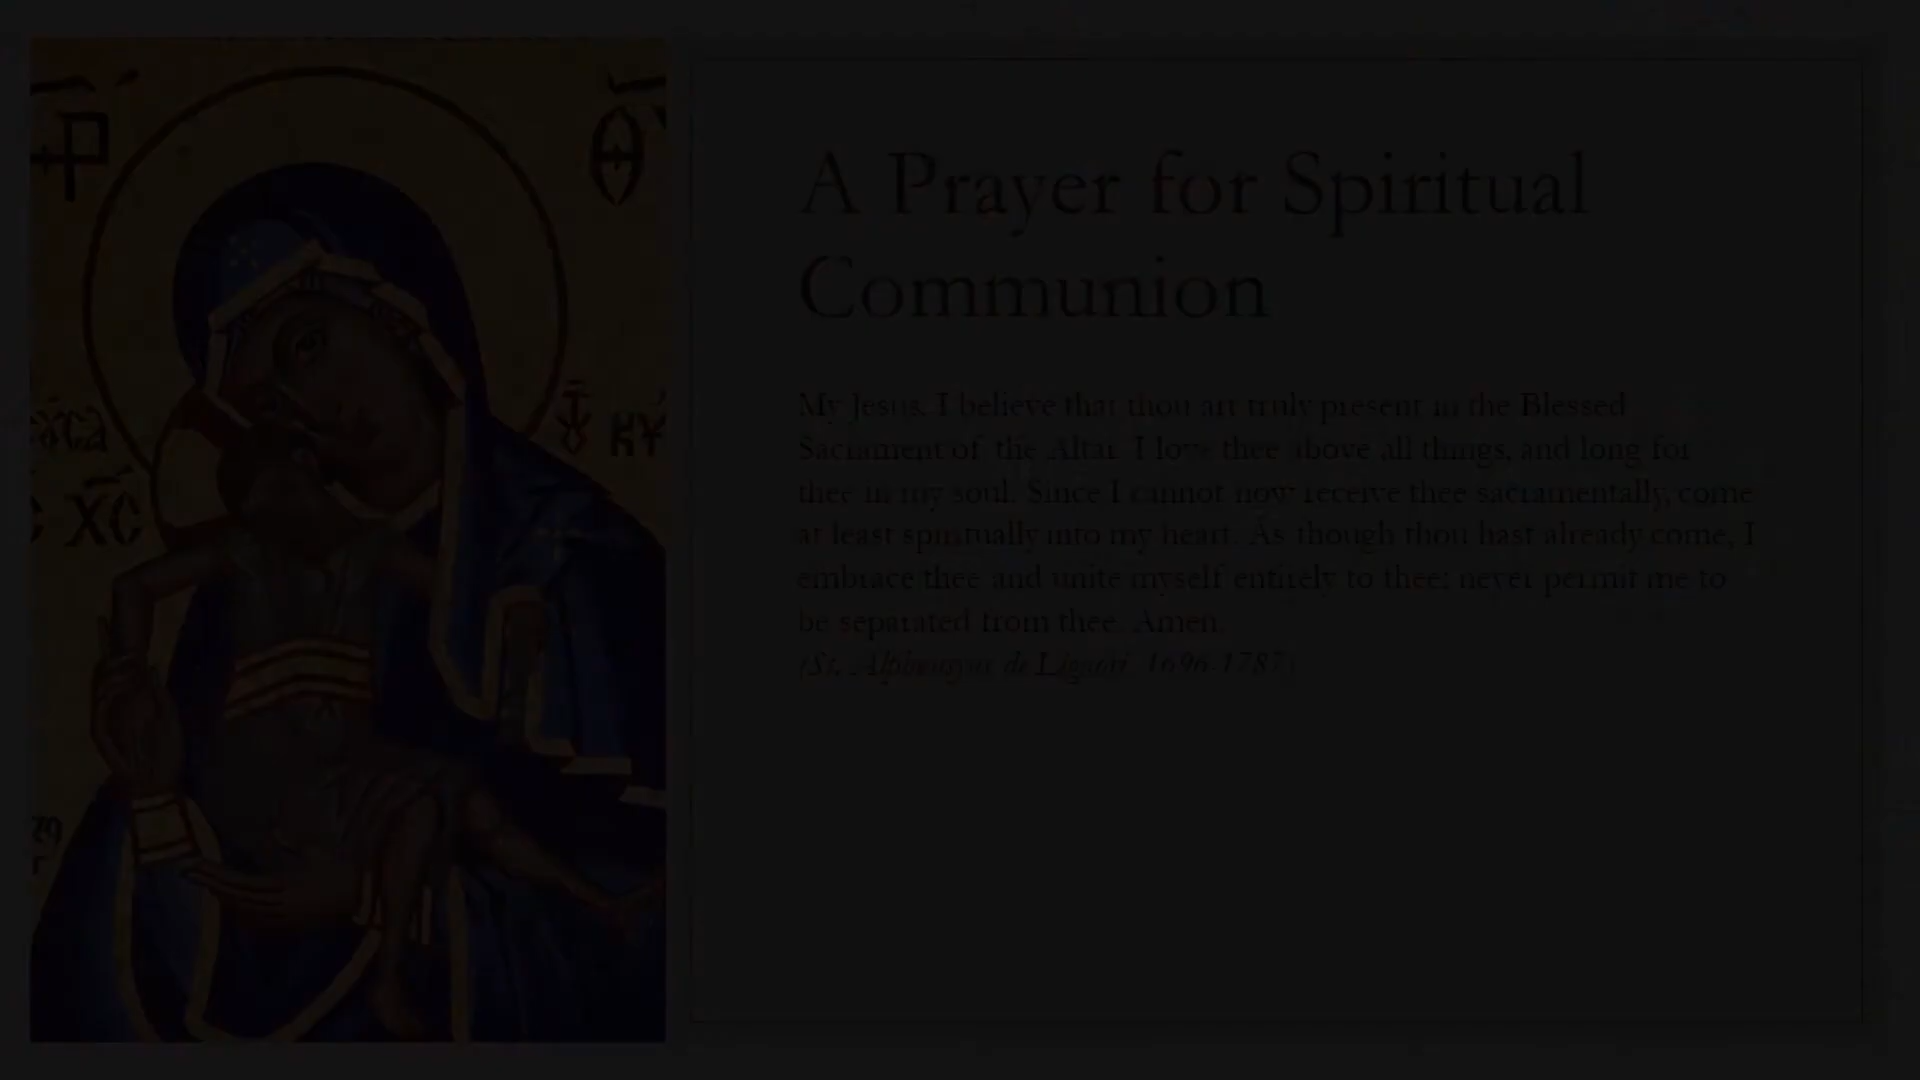 A Prayer for Spiritual
Communion
My Jesus, I believe that thou art truly present in the Blessed
Sacrament of the Altar. I love thee above all things, and long for
thee in my soul. Since I cannot now receive thee sacramentally, come
at least spiritually into my heart. As though thou hast already come, I
embrace thee and unite myself entirely to thee; never permit me to
be separated from thee. Amen.
(St. Alphonsus de Liguori, 1696-1787)
ХС